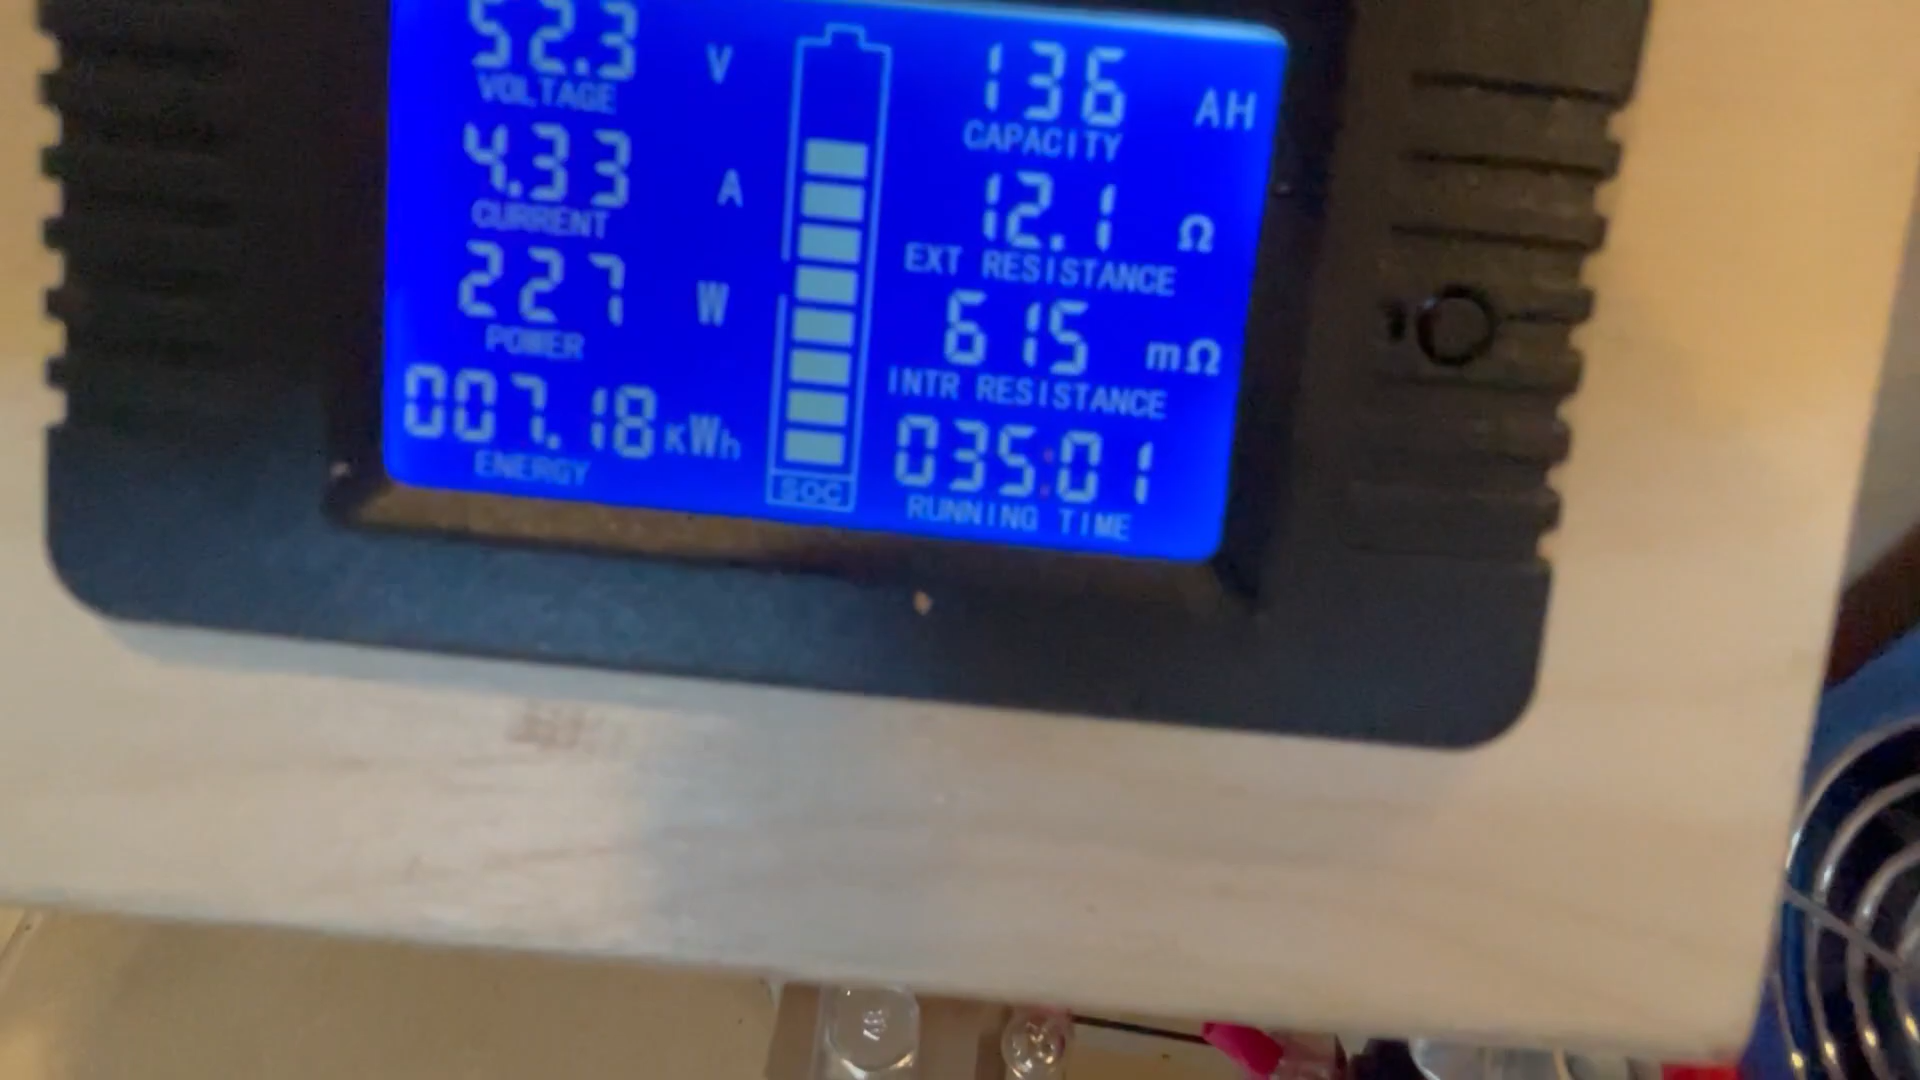 52.3 V
VOLTAGE
4.33 A
CURRENT
227 W
POWER
007.18 KWh
ENERGY
SOC
136 AH
CAPACITY
12.1 Ω
EXT RESISTANCE
615 mΩ
INTR RESISTANCE
035:01
RUNNING TIME